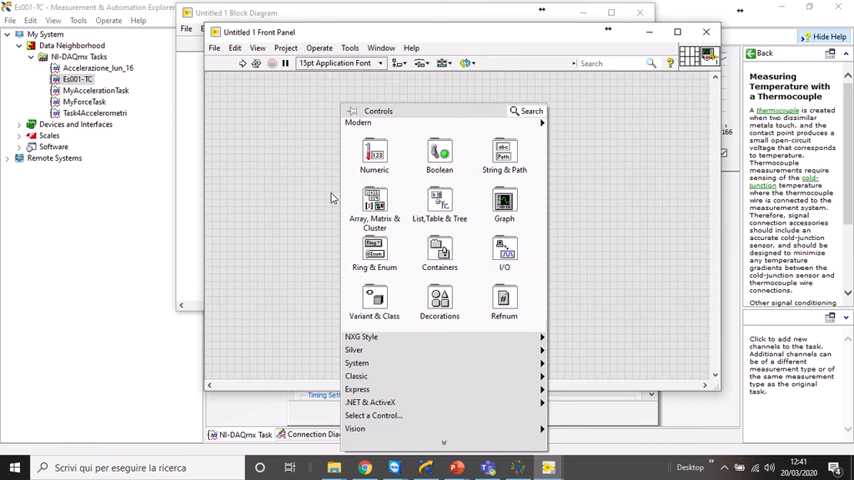 Es001-TC - Measurement & Automation Explorer
File Edit View Tools Help
My System
Data Neighborhood
NI-DAQmx Tasks
Accelerazione_lun_16
Es001-TC
MyAccelerationTask
MyForceTask
Task4Accelerometri
Devices and Interfaces
Scales
Software
Remote Systems
Untitled 1 Block Diagram
File
Untitled 1 Front Panel
File Edit View Project Operate Tools Window Help
15pt Application Font
Search
Controls
Search
Modern
Numeric
Boolean
String & Path
Array, Matrix &
Cluster
List, Table & Tree
Graph
Ring & Enum
Containers
I/O
Variant & Class
Decorations
Refnum
NXG Style
Silver
System
Classic
Express
.NET & ActiveX
Select a Control...
Vision
Timing Set
NI-DAQmx Task
Connection Dia
166
Hide Help
Back
Measuring
Temperature with
a Thermocouple
A thermocouple is
created when two
dissimilar
metals touch, and
the contact point
produces a small
open-circuit
voltage that
corresponds to
temperature.
Thermocouple
measurements require
sensing of the cold-
junction temperature
where the
thermocouple
wire is connected to
the measurement
system.
Therefore, signal
connection accessories
should include an
accurate cold-junction
sensor, and should be
designed to minimize
any temperature
gradients between the
cold-junction sensor
and thermocouple
wire connections.
Other signal conditioning
Click to add new
channels to the task.
Additional channels can
be of a different
measurement type or of
the same measurement
type as the original
task.
Scrivi qui per eseguire la ricerca
Desktop
12:41
20/03/2020